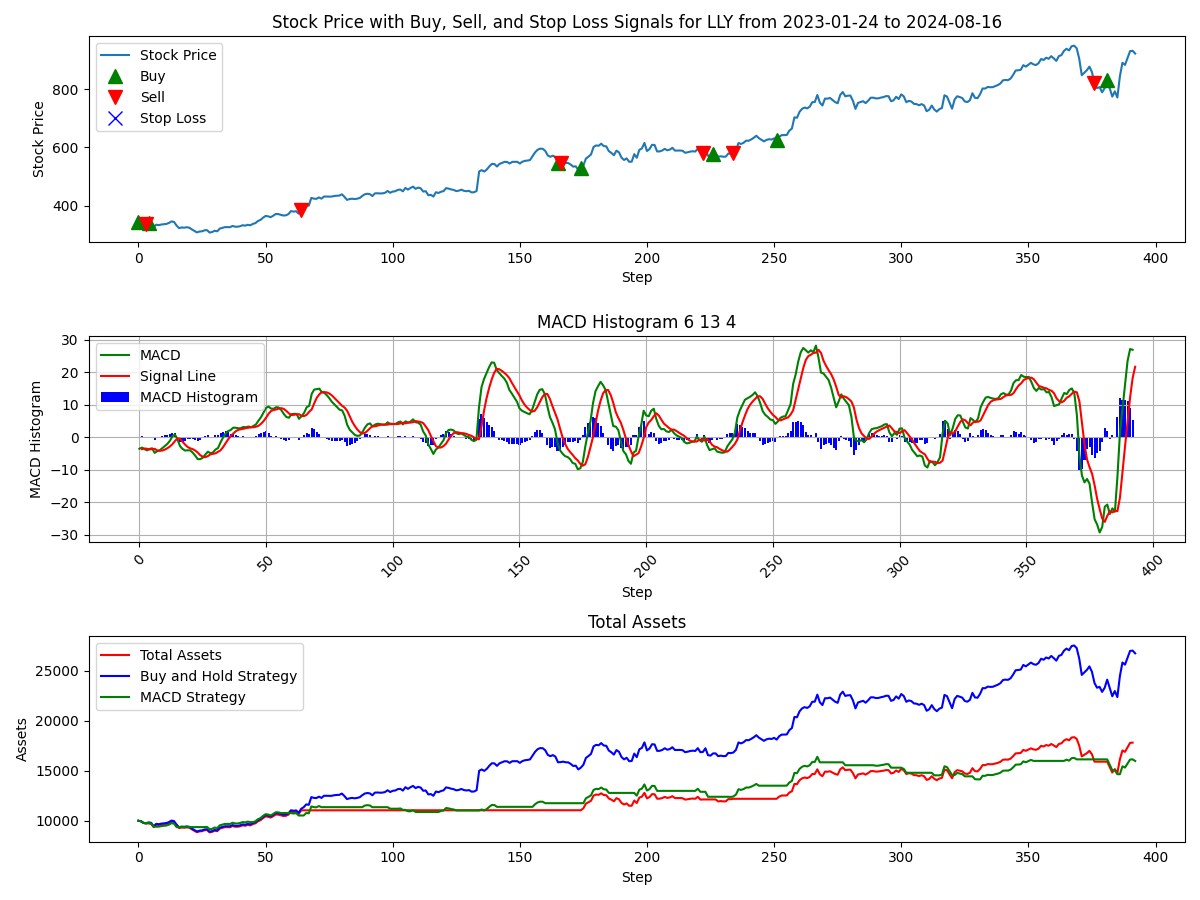 Stock Price with Buy, Sell, and Stop Loss Signals for LLY from 2023-01-24 to 2024-08-16
Stock Price
Buy
Sell
Stop Loss
Stock Price
800
600
400
0 50 100 150 200 250 300 350 400
Step
MACD Histogram 6 13 4
MACD
Signal Line
MACD Histogram
MACD Histogram
30
20
10
0
−10
−20
−30
0 50 100 150 200 250 300 350 400
Step
Total Assets
Total Assets
Buy and Hold Strategy
MACD Strategy
Assets
25000
20000
15000
10000
0 50 100 150 200 250 300 350 400
Step